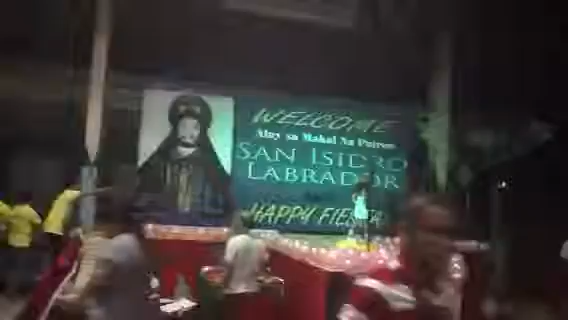 WELCOME
Alay sa Mahal Na Patron
SAN ISIDRO
LABRADOR
HAPPY FIESTA